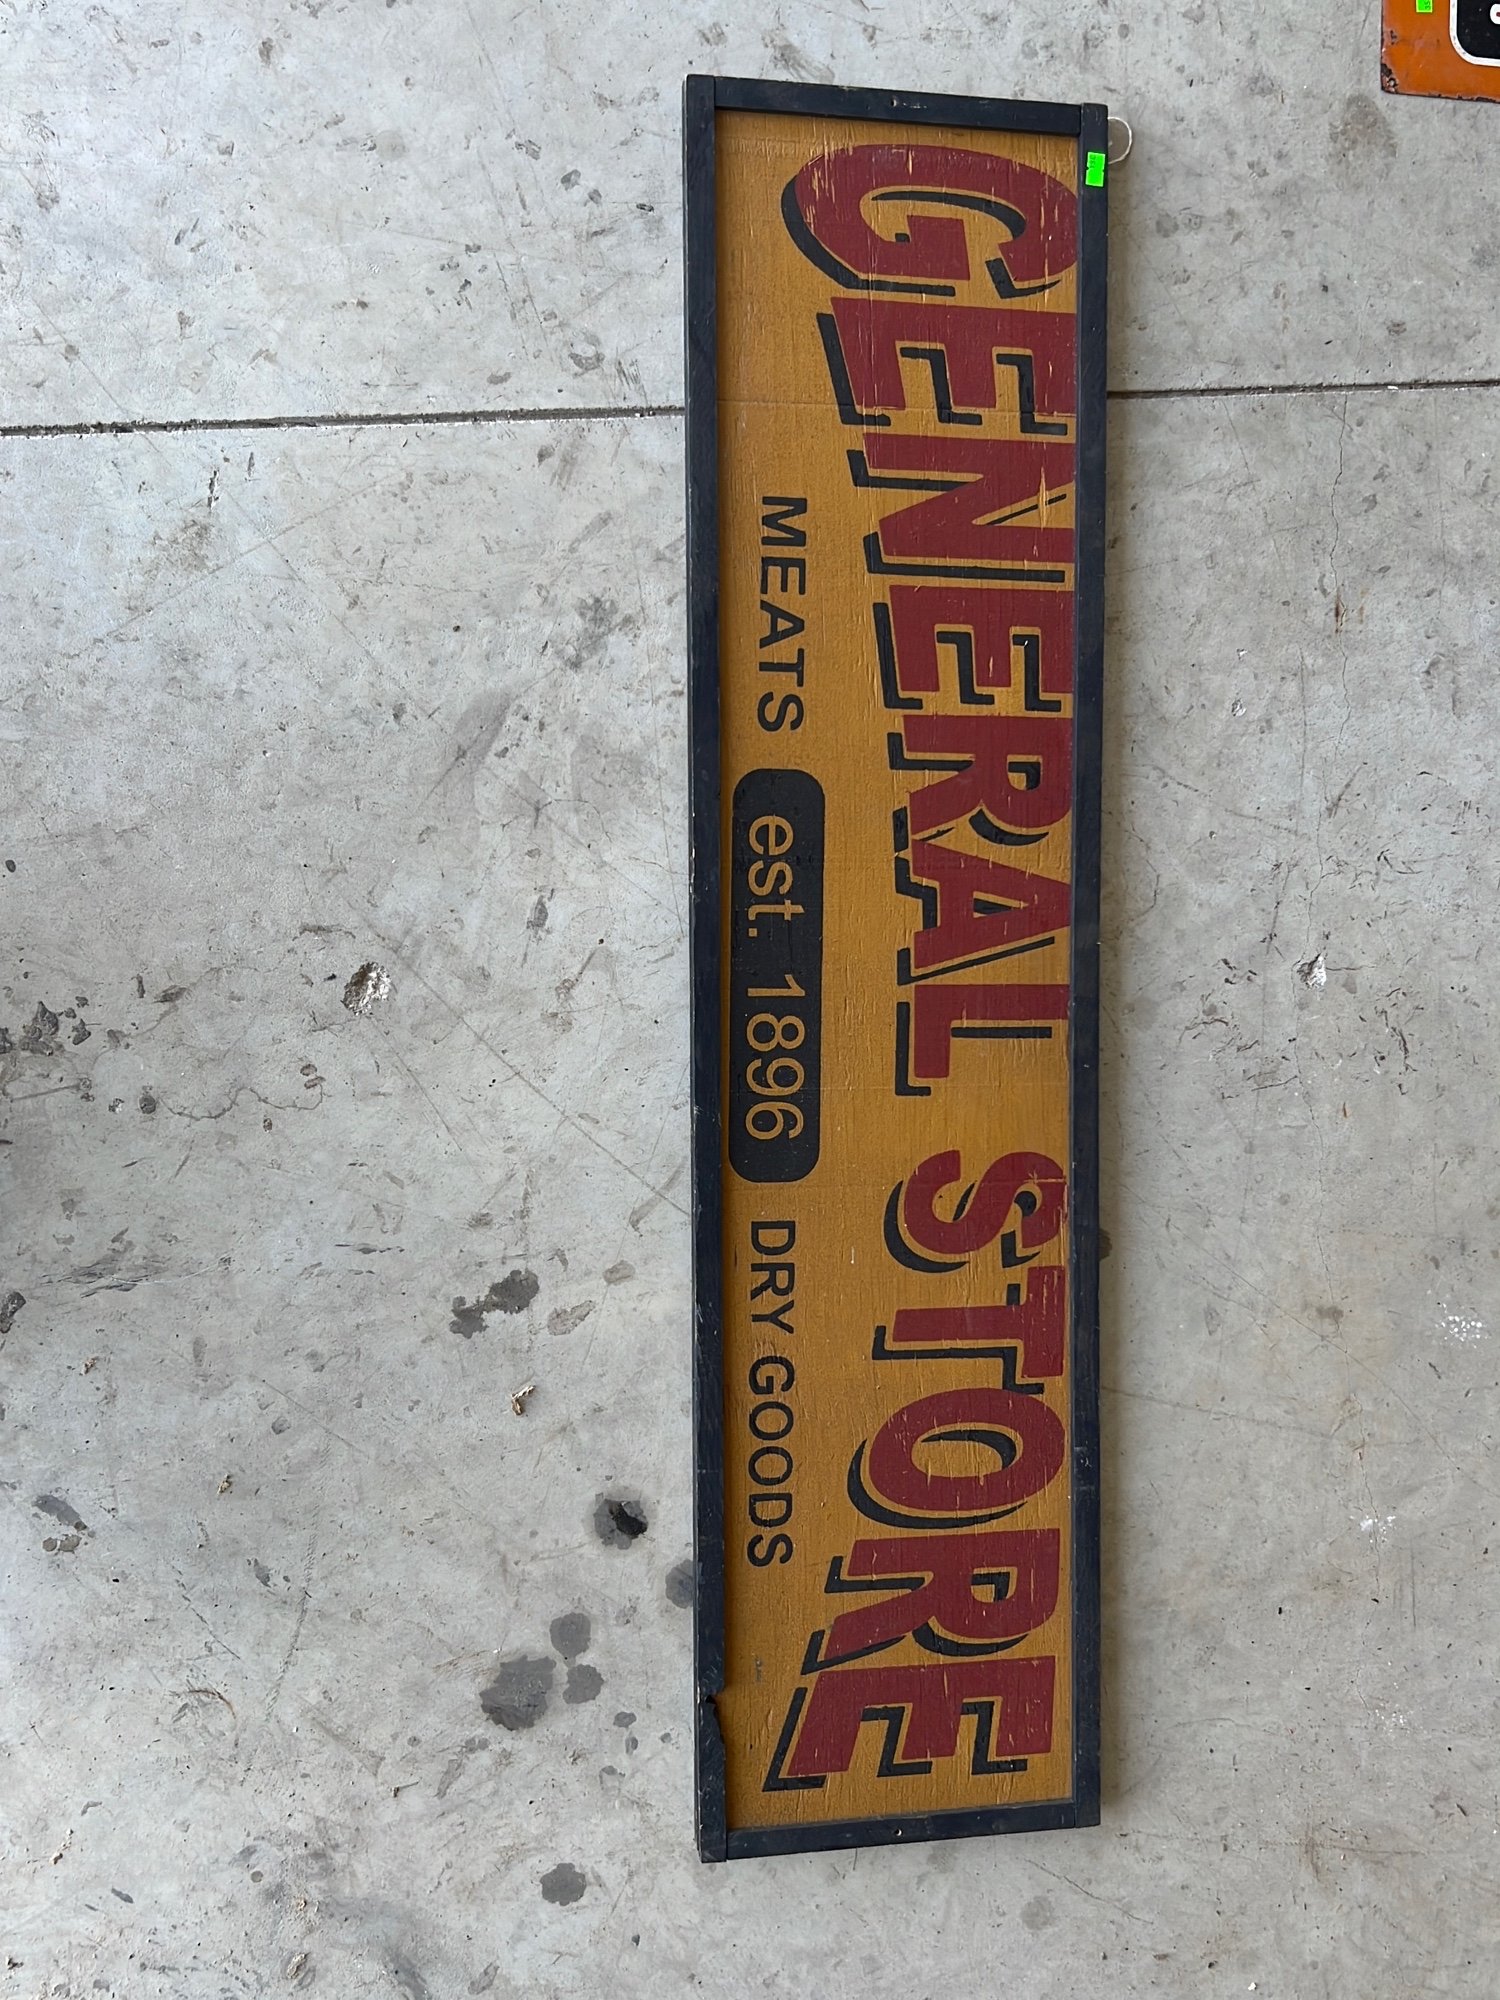 GENERAL STORE
MEATS est. 1896 DRY GOODS